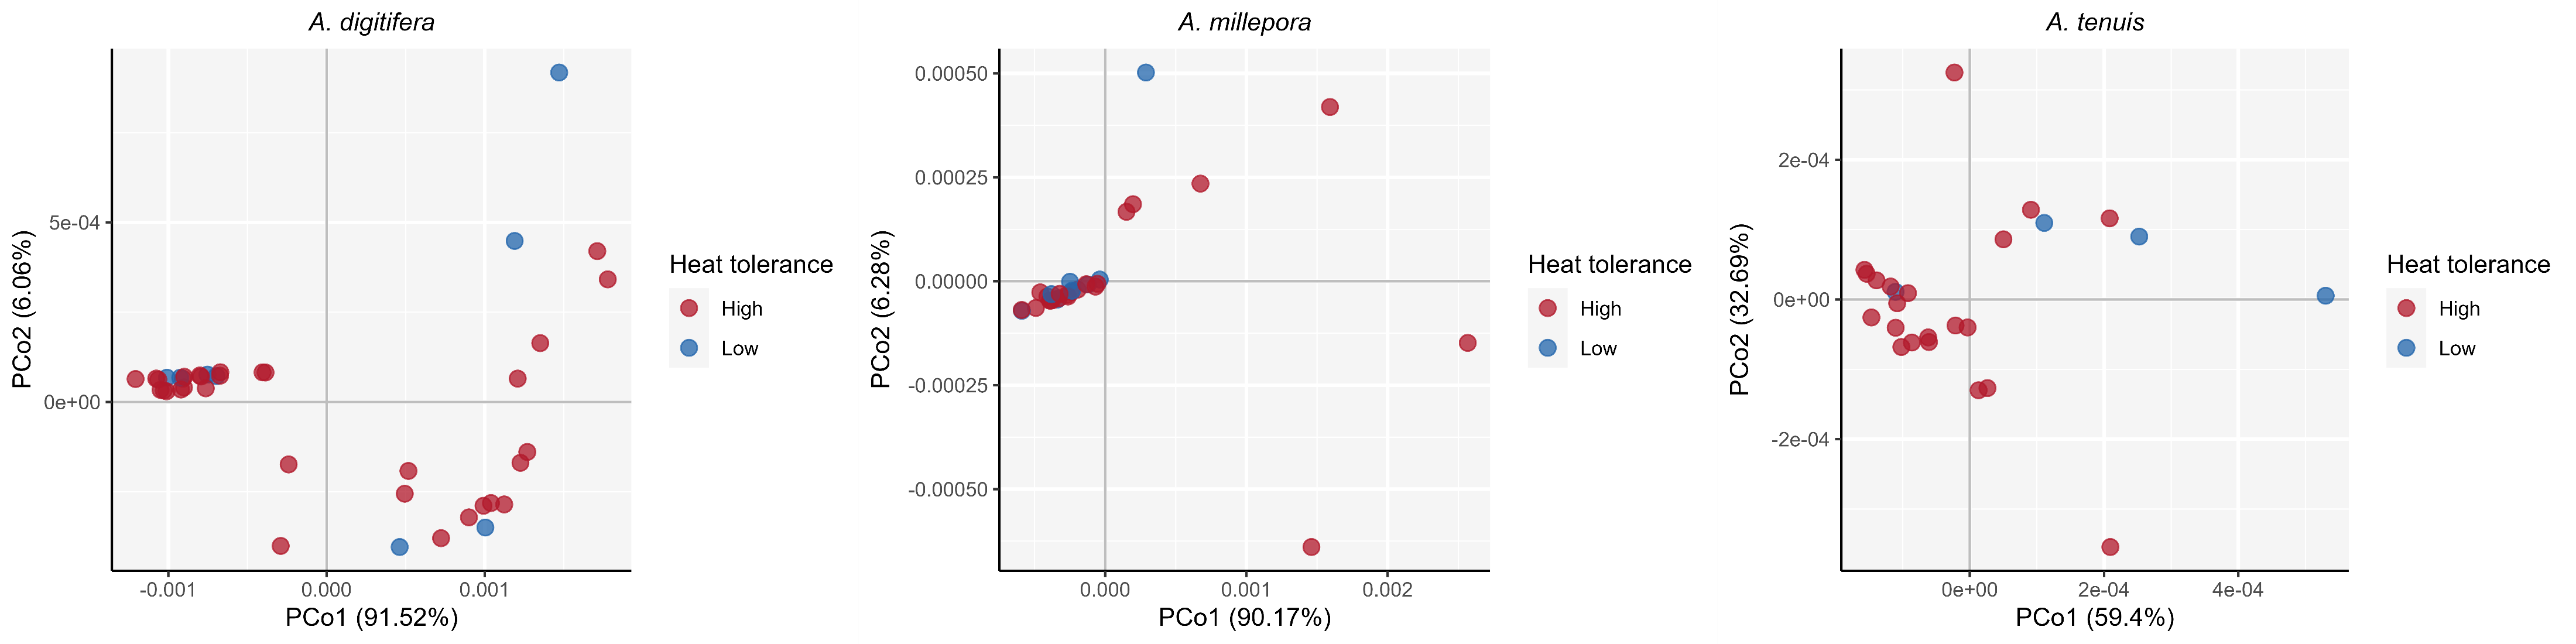 A. digitifera
PCo2 (6.06%)
5e-04
0e+00
-0.001
0.000
0.001
PCo1 (91.52%)
Heat tolerance
High
Low
A. millepora
PCo2 (6.28%)
0.00050
0.00025
0.00000
-0.00025
-0.00050
0.000
0.001
0.002
PCo1 (90.17%)
Heat tolerance
High
Low
A. tenuis
PCo2 (32.69%)
2e-04
0e+00
-2e-04
0e+00
2e-04
4e-04
PCo1 (59.4%)
Heat tolerance
High
Low